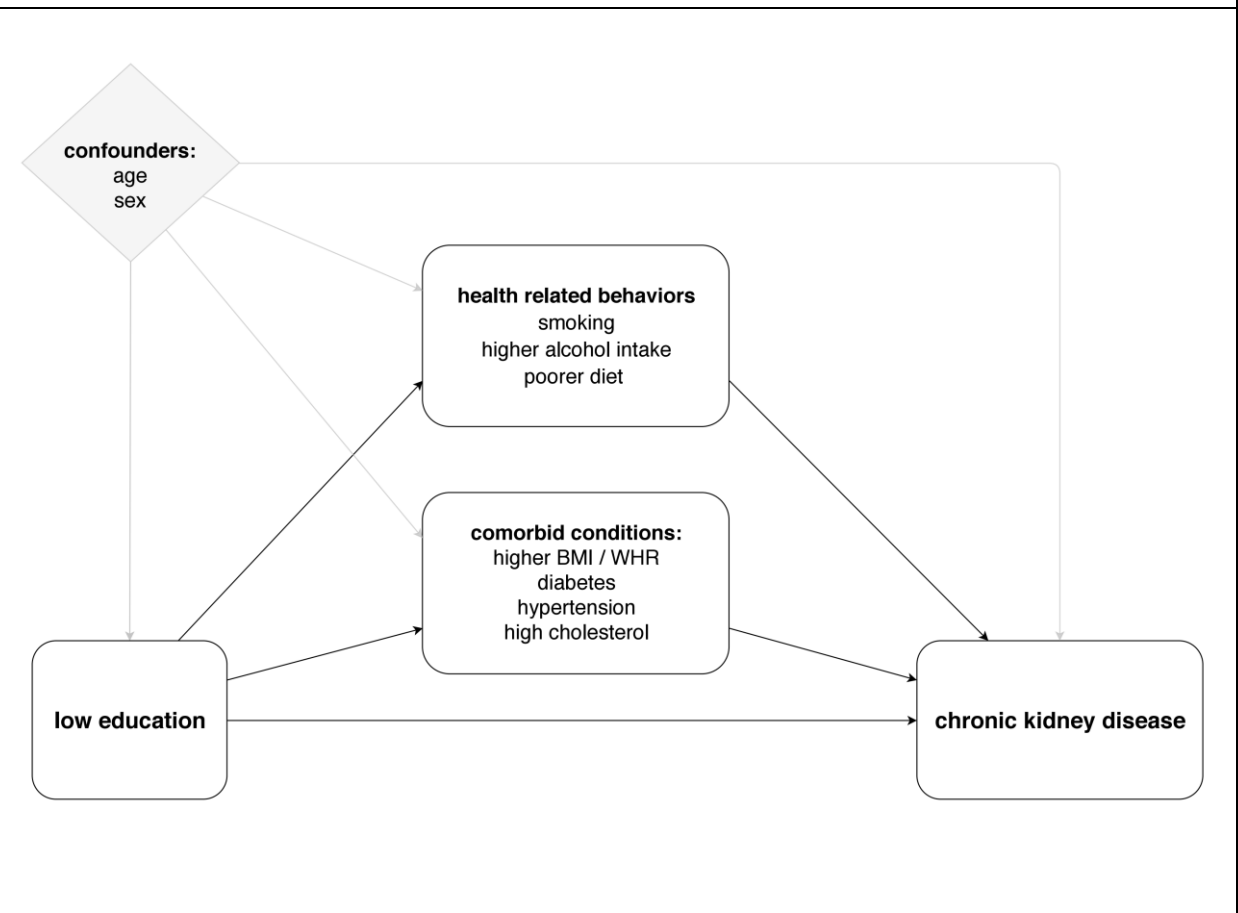 confounders:
age
sex
health related behaviors
smoking
higher alcohol intake
poorer diet
comorbid conditions:
higher BMI / WHR
diabetes
hypertension
high cholesterol
low education
chronic kidney disease